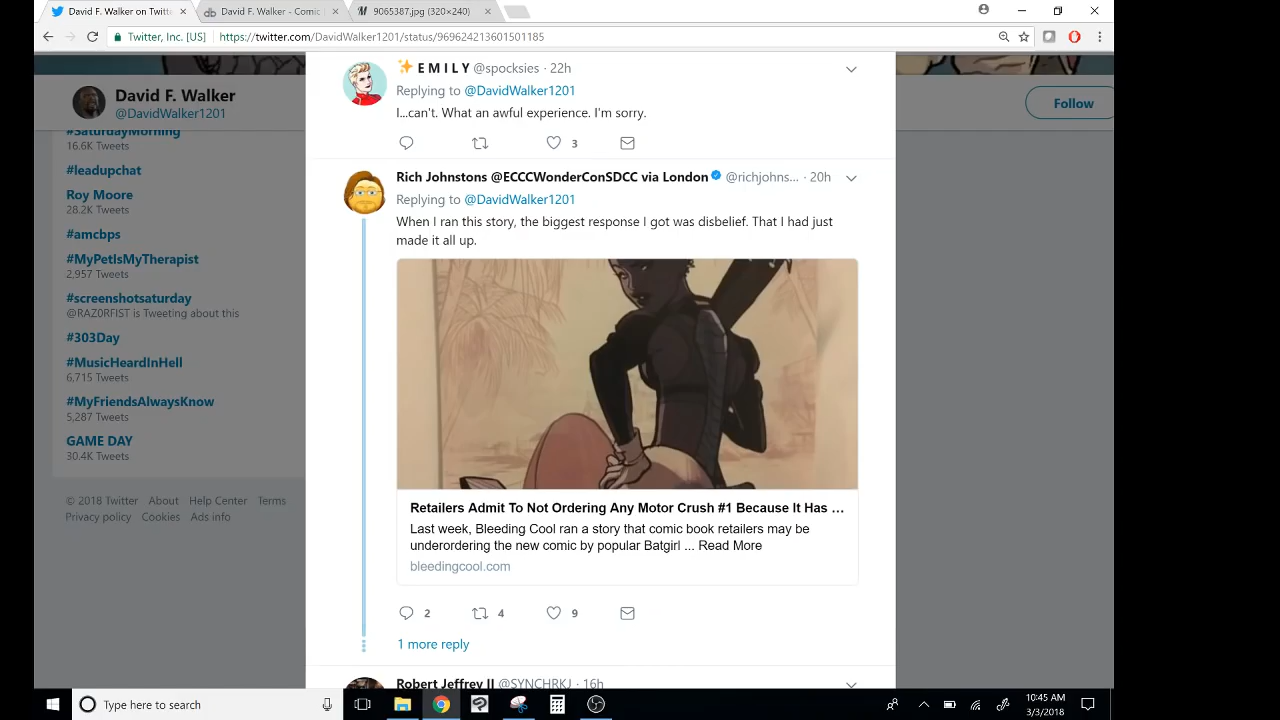 David F. Walker on Twitt
David F. Walker - Comic
9065387.jpg (320×240)
Twitter, Inc. [US]
https://twitter.com/DavidWalker1201/status/969624213601501185
David F. Walker
@DavidWalker1201
Follow
#SaturdayMorning
16.6K Tweets
#leadupchat
Roy Moore
28.2K Tweets
#amcbps
#MyPetIsMyTherapist
2,957 Tweets
#screenshotsaturday
@RAZ0RFIST is Tweeting about this
#303Day
#MusicHeardInHell
6,715 Tweets
#MyFriendsAlwaysKnow
5,287 Tweets
GAME DAY
30.4K Tweets
© 2018 Twitter About Help Center Terms
Privacy policy Cookies Ads info
E M I L Y @spocksies · 22h
Replying to @DavidWalker1201
I...can't. What an awful experience. I'm sorry.
3
Rich Johnstons @ECCCWonderConSDCC via London @richjohns... · 20h
Replying to @DavidWalker1201
When I ran this story, the biggest response I got was disbelief. That I had just
made it all up.
Retailers Admit To Not Ordering Any Motor Crush #1 Because It Has ...
Last week, Bleeding Cool ran a story that comic book retailers may be
underordering the new comic by popular Batgirl ... Read More
bleedingcool.com
2 4 9
1 more reply
Robert Jeffrey II @SYNCHRKJ · 16h
Type here to search
10:45 AM
3/3/2018